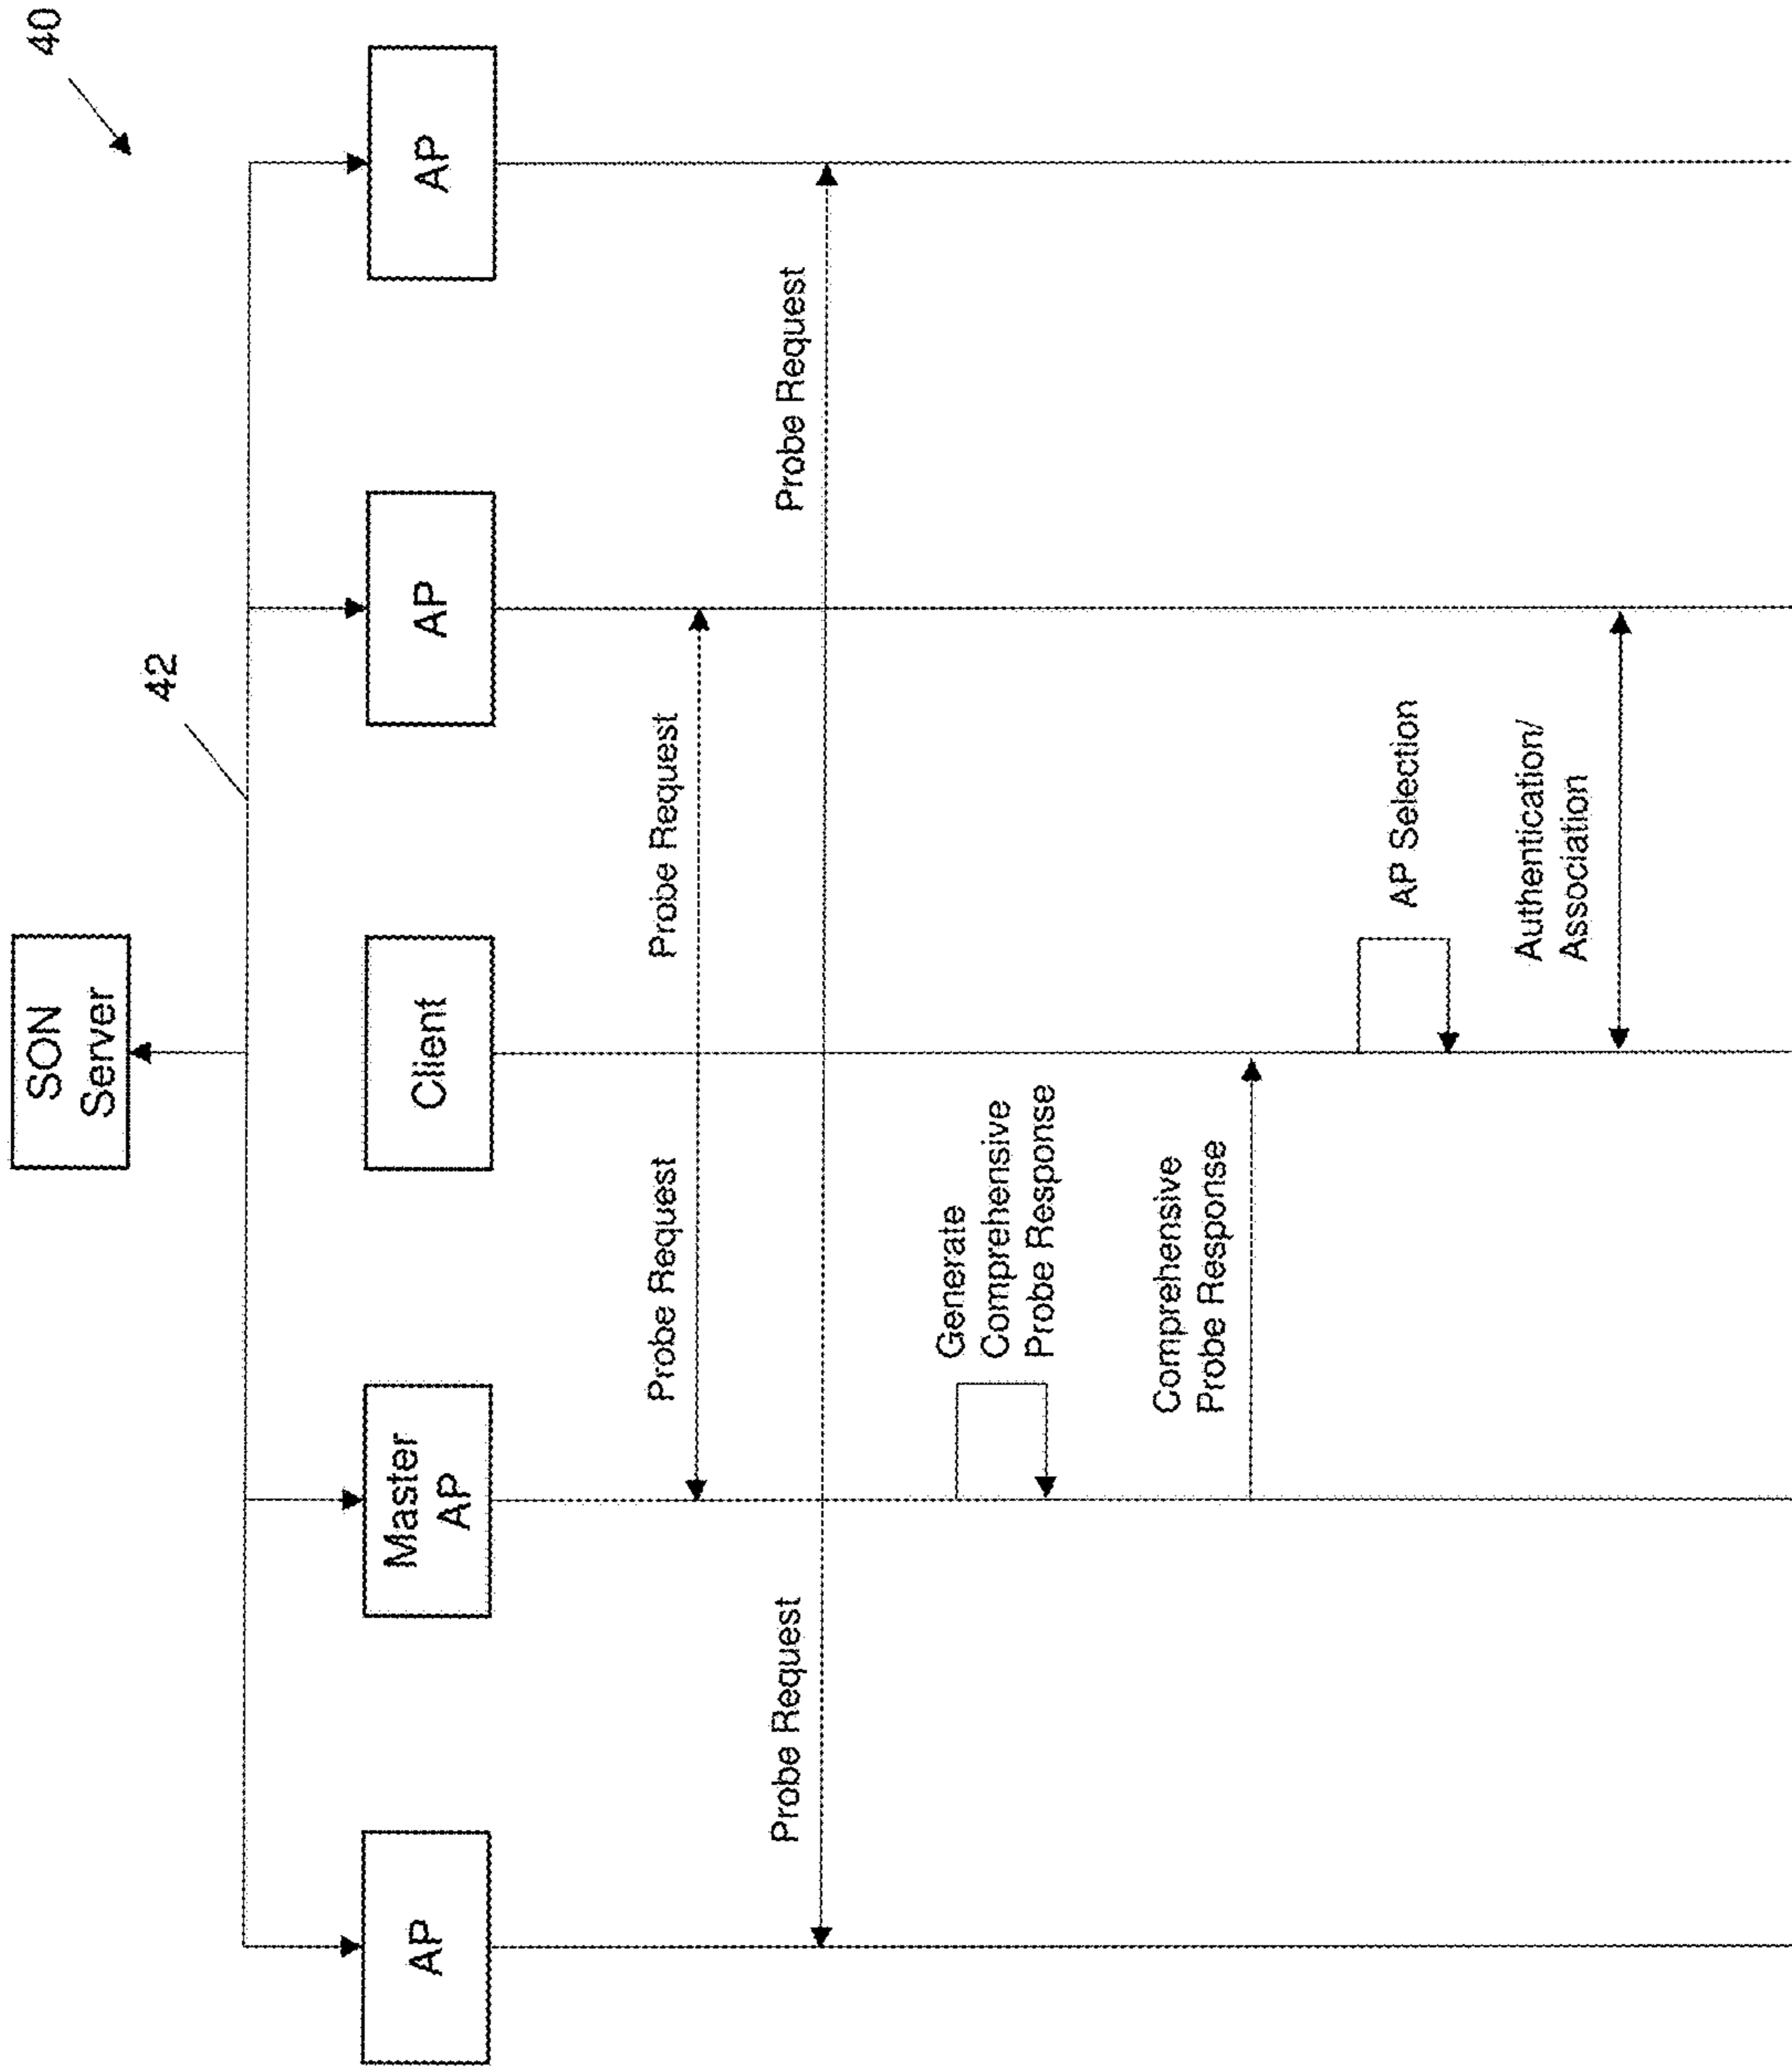 40
SON
Server
42
AP
Master
AP
Client
AP
AP
Probe Request
Probe Request
Probe Request
Probe Request
Generate
Comprehensive
Probe Response
Comprehensive
Probe Response
AP Selection
Authentication/
Association